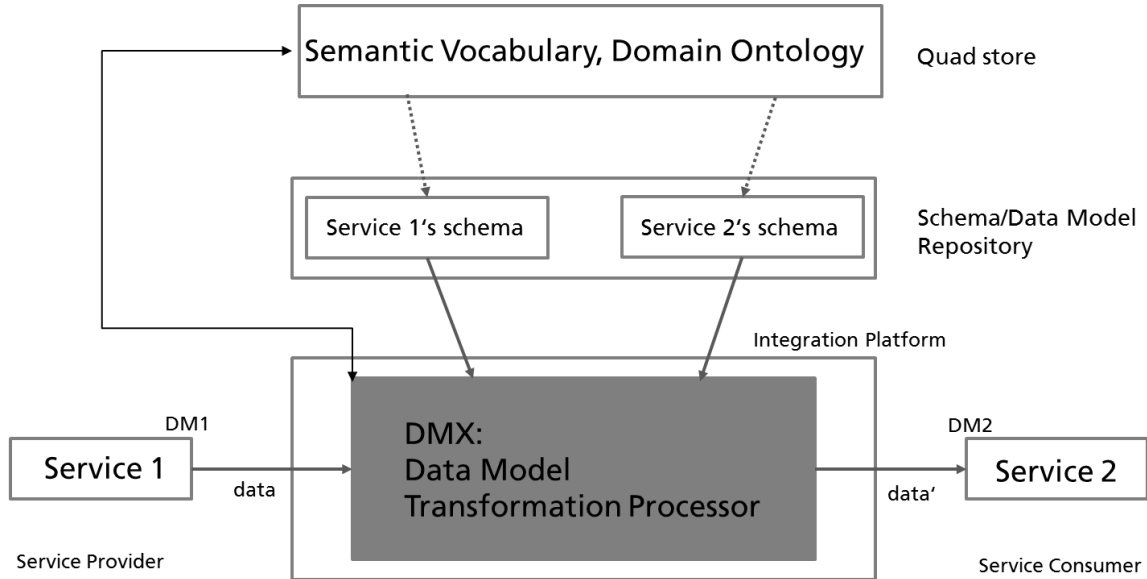 Semantic Vocabulary, Domain Ontology
Quad store
Service 1‘s schema
Service 2‘s schema
Schema/Data Model
Repository
Integration Platform
DM1
DM2
DMX:
Data Model
Transformation Processor
Service 1
Service 2
data
data‘
Service Provider
Service Consumer